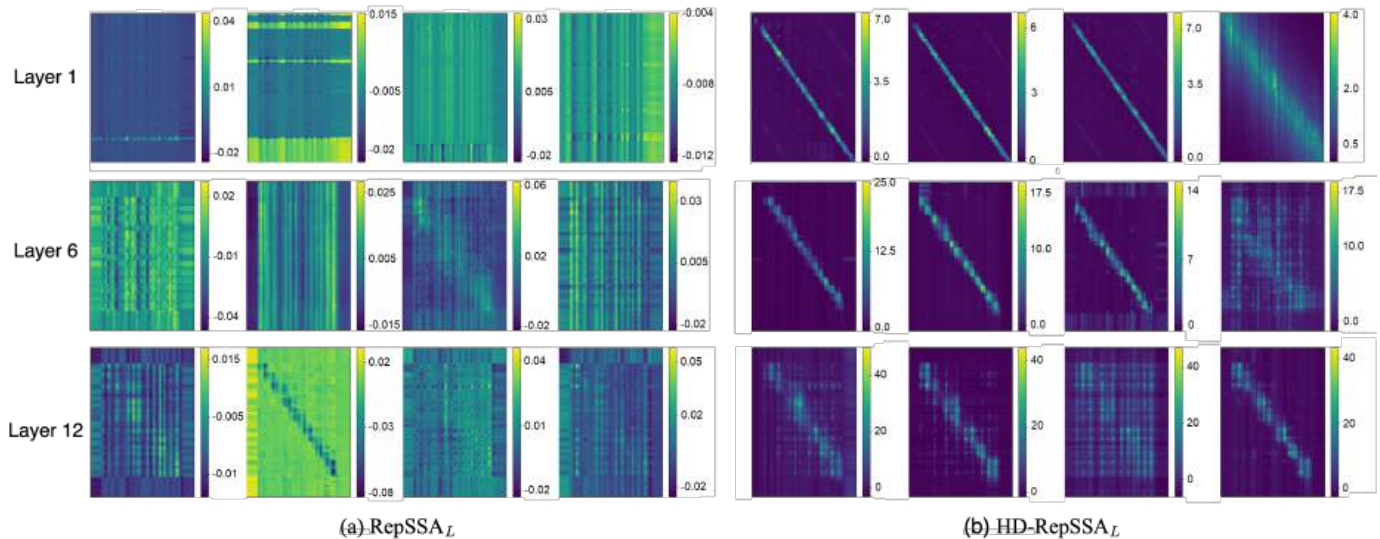 0.04 0.015 0.03 -0.004 7.0 6 7.0 4.0
Layer 1
0.01 0.000 0.005 -0.008 3.5 3 3.5 2.0
-0.02 -0.015 -0.02 -0.012 0.0 0 0.0 0.5
0.02 0.025 0.06 0.03 25.0 17.5 14 17.5
Layer 6
-0.01 0.005 0.02 0.005 12.5 10.0 7 10.0
-0.04 -0.015 -0.02 -0.02 0.0 0.0 0 0.0
0.015 -0.02 0.04 0.05 40 40 40 40
Layer 12
-0.005 -0.03 0.01 0.02 20 20 20 20
-0.01 -0.08 -0.02 -0.02 0 0 0 0
(a) RepSSA_L (b) HD-RepSSA_L